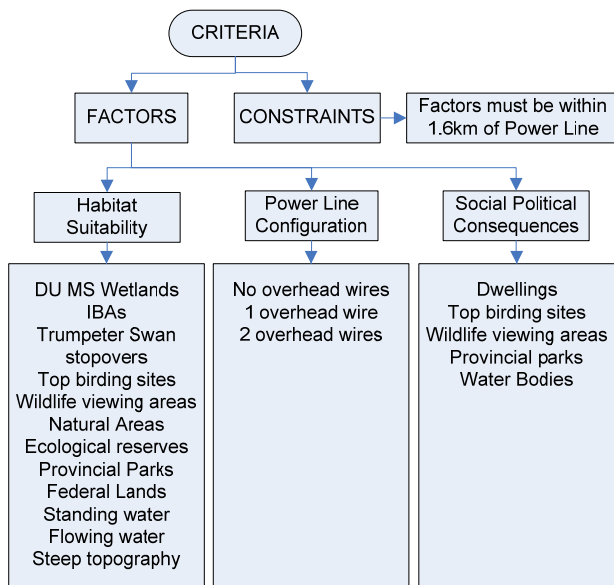 CRITERIA
FACTORS
CONSTRAINTS
Factors must be within
1.6km of Power Line
Habitat
Suitability
Power Line
Configuration
Social Political
Consequences
DU MS Wetlands
IBAs
Trumpeter Swan
stopovers
Top birding sites
Wildlife viewing areas
Natural Areas
Ecological reserves
Provincial Parks
Federal Lands
Standing water
Flowing water
Steep topography
No overhead wires
1 overhead wire
2 overhead wires
Dwellings
Top birding sites
Wildlife viewing areas
Provincial parks
Water Bodies